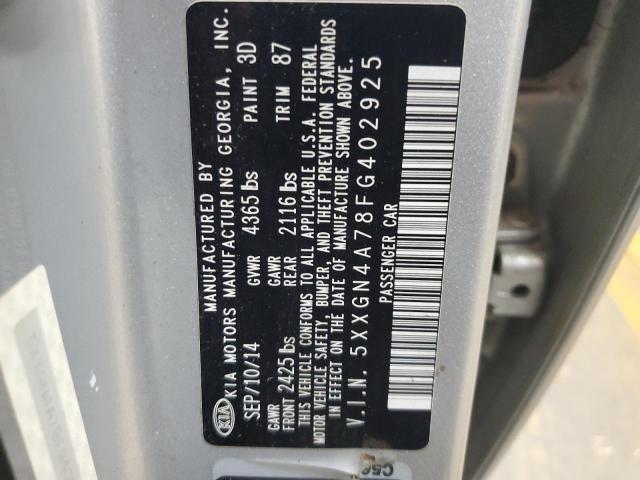 MANUFACTURED BY
KIA KIA MOTORS MANUFACTURING GEORGIA, INC.
SEP/10/14 GVWR 4365 lbs PAINT 3D
GAWR FRONT 2425 lbs GAWR REAR 2116 lbs TRIM 87
THIS VEHICLE CONFORMS TO ALL APPLICABLE U.S.A. FEDERAL
MOTOR VEHICLE SAFETY, BUMPER, AND THEFT PREVENTION STANDARDS
IN EFFECT ON THE DATE OF MANUFACTURE SHOWN ABOVE.
V.I.N. 5XXGN4A78FG402925
PASSENGER CAR